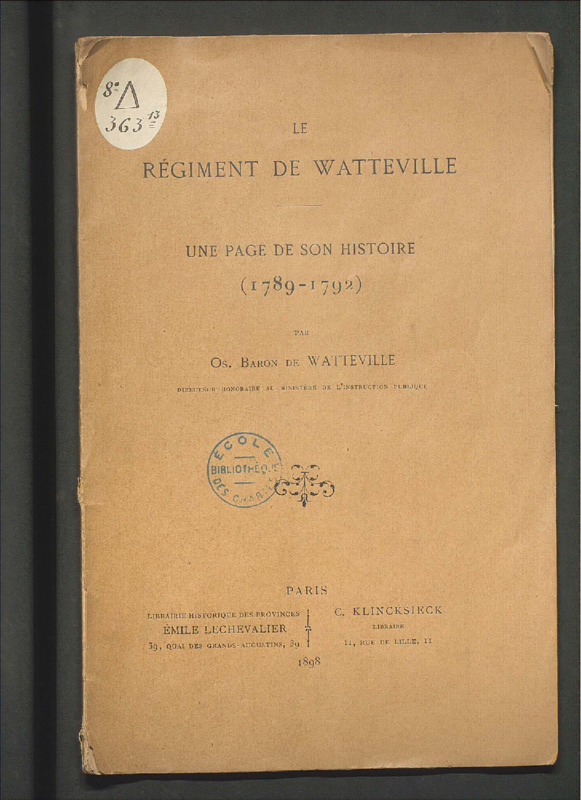 8° Δ
363 13
LE
RÉGIMENT DE WATTEVILLE
UNE PAGE DE SON HISTOIRE
(1789-1792)
PAR
OS. BARON DE WATTEVILLE
DIRECTEUR HONORAIRE AU MINISTÈRE DE L'INSTRUCTION PUBLIQUE
ÉCOLE
BIBLIOTHÈQUE
DES CHARTES
PARIS
LIBRAIRIE HISTORIQUE DES PROVINCES
ÉMILE LECHEVALIER
39, QUAI DES GRANDS-AUGUSTINS, 39
C. KLINCKSIECK
LIBRAIRE
11, RUE DE LILLE, 11
1898